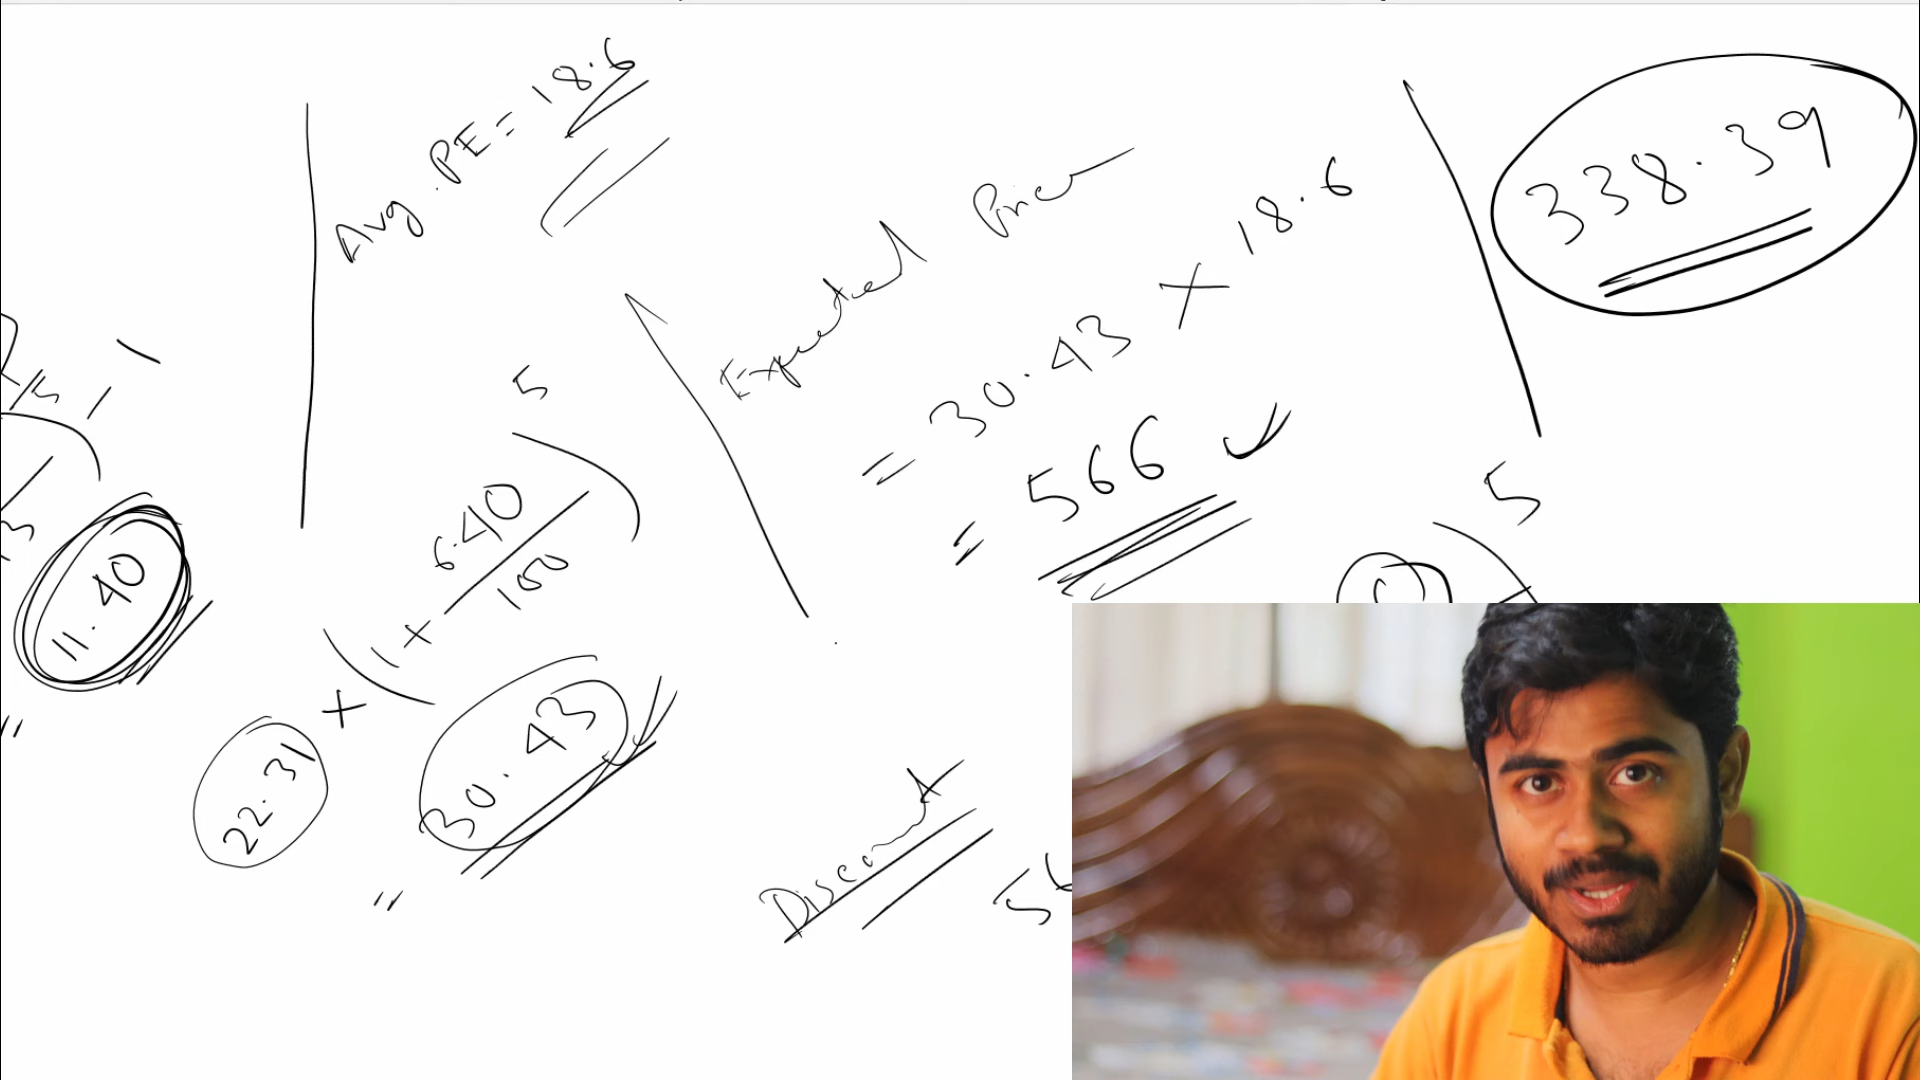 Avg. PE = 18.6
11.40
22.31 × (1 + 6.40/100)
5
= 30.43
Expected Price
= 30.43 × 18.6
= 566
Discount
338.39
5